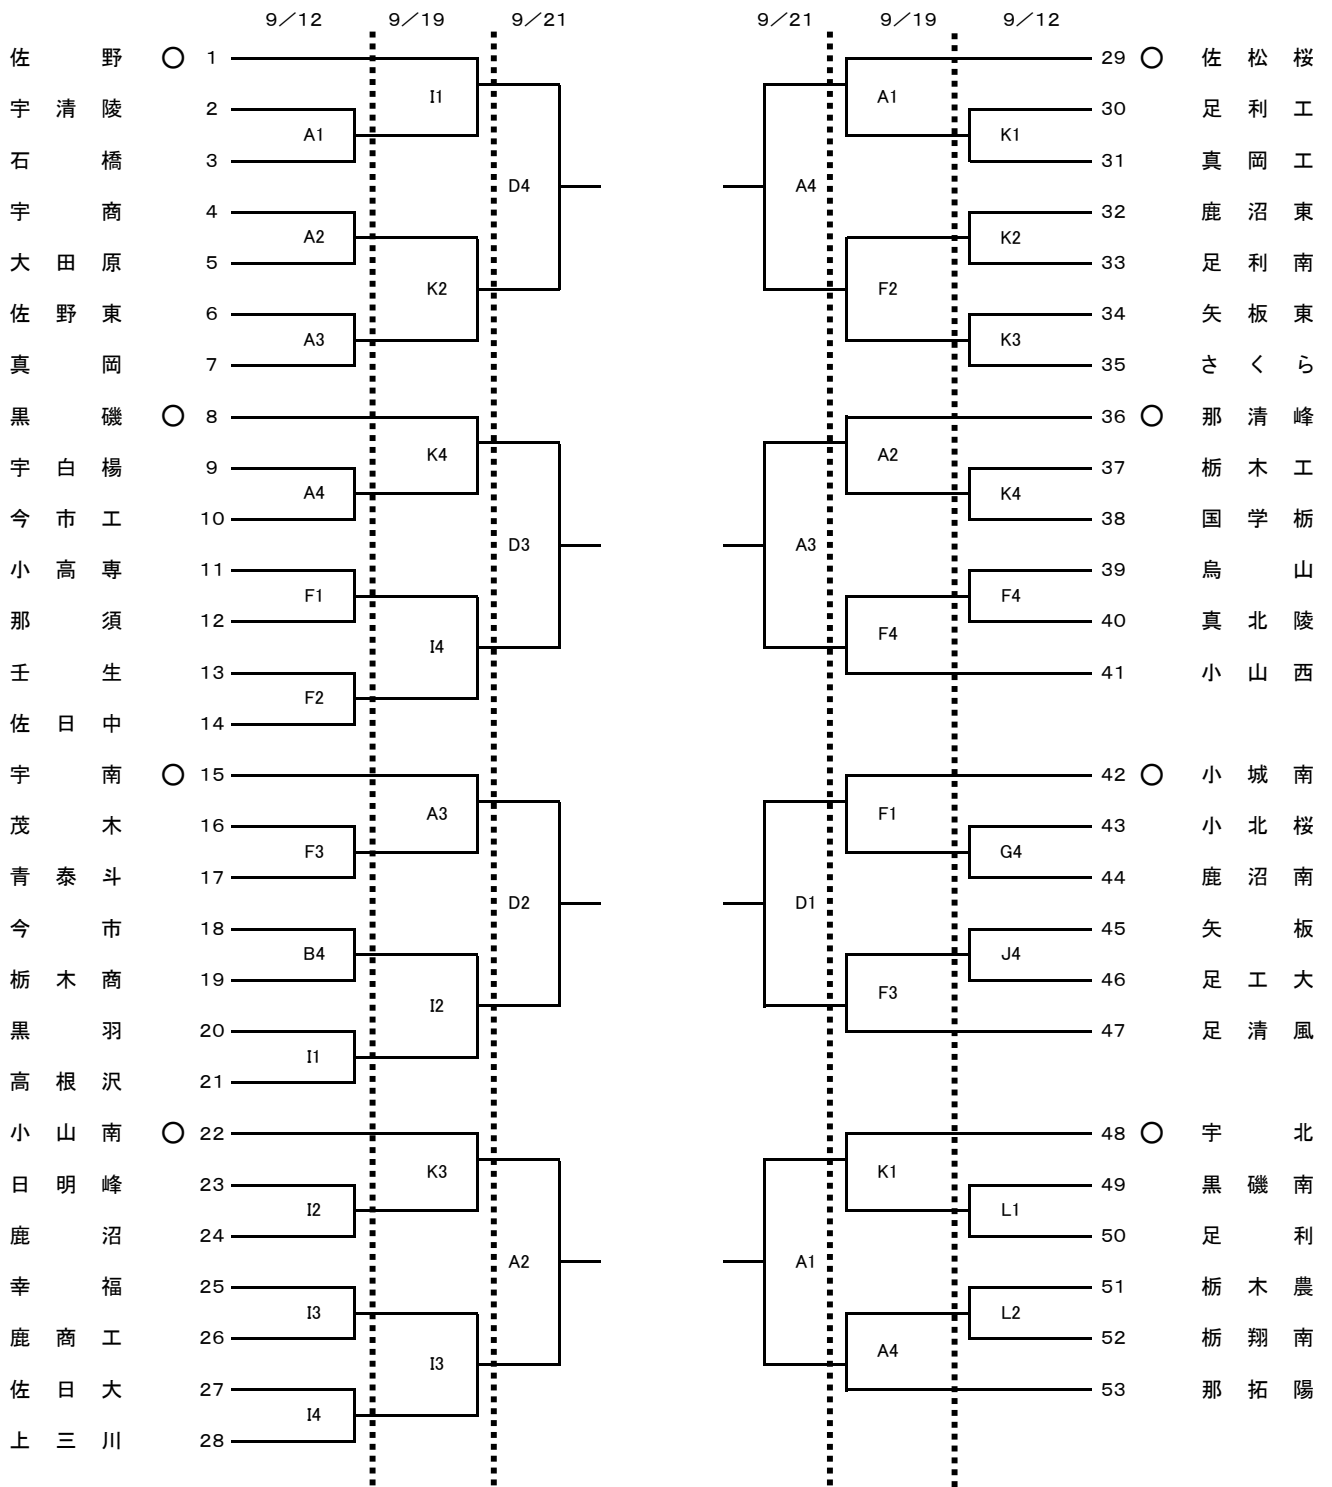 9／12 9／19 9／21 9／21 9／19 9／12
佐野 ○ 1 29 ○ 佐松桜
I1 A1
宇清陵 2 30 足利工
A1 K1
石橋 3 31 真岡工
D4 A4
宇商 4 32 鹿沼東
A2 K2
大田原 5 33 足利南
K2 F2
佐野東 6 34 矢板東
A3 K3
真岡 7 35 さくら
黒磯 ○ 8 36 ○ 那清峰
K4 A2
宇白楊 9 37 栃木工
A4 K4
今市工 10 38 国学栃
D3 A3
小高専 11 39 烏山
F1 F4
那須 12 40 真北陵
I4 F4
壬生 13 41 小山西
F2
佐日中 14
宇南 ○ 15 42 ○ 小城南
A3 F1
茂木 16 43 小北桜
F3 G4
青泰斗 17 44 鹿沼南
D2 D1
今市 18 45 矢板
B4 J4
栃木商 19 46 足工大
I2 F3
黒羽 20 47 足清風
I1
高根沢 21
小山南 ○ 22 48 ○ 宇北
K3 K1
日明峰 23 49 黒磯南
I2 L1
鹿沼 24 50 足利
A2 A1
幸福 25 51 栃木農
I3 L2
鹿商工 26 52 栃翔南
I3 A4
佐日大 27 53 那拓陽
I4
上三川 28